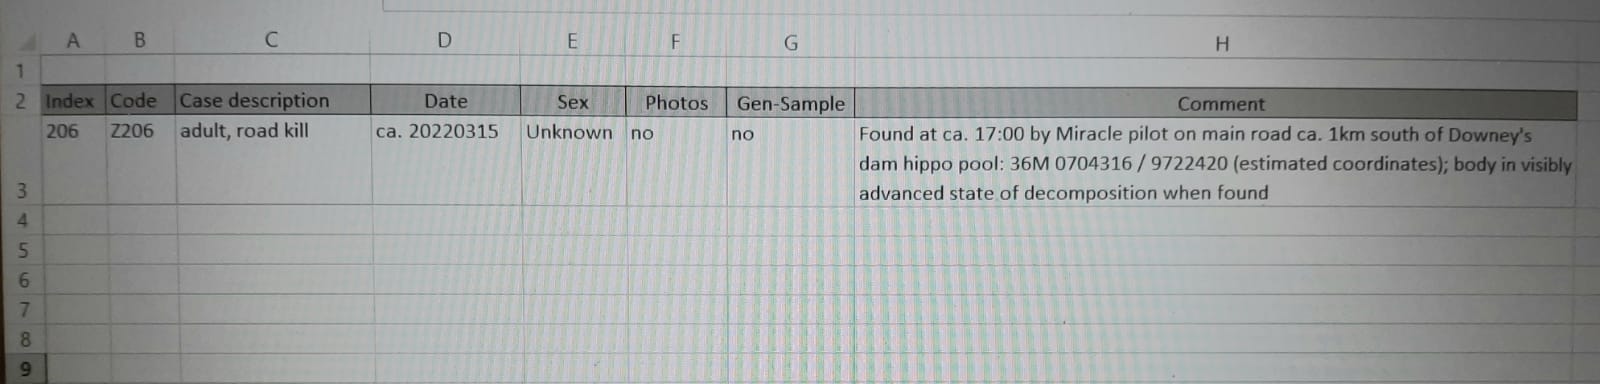 A B C D E F G H
1
2 Index Code Case description Date Sex Photos Gen-Sample Comment
206 Z206 adult, road kill ca. 20220315 Unknown no no Found at ca. 17:00 by Miracle pilot on main road ca. 1km south of Downey's
dam hippo pool: 36M 0704316 / 9722420 (estimated coordinates); body in visibly
3 advanced state of decomposition when found
4
5
6
7
8
9